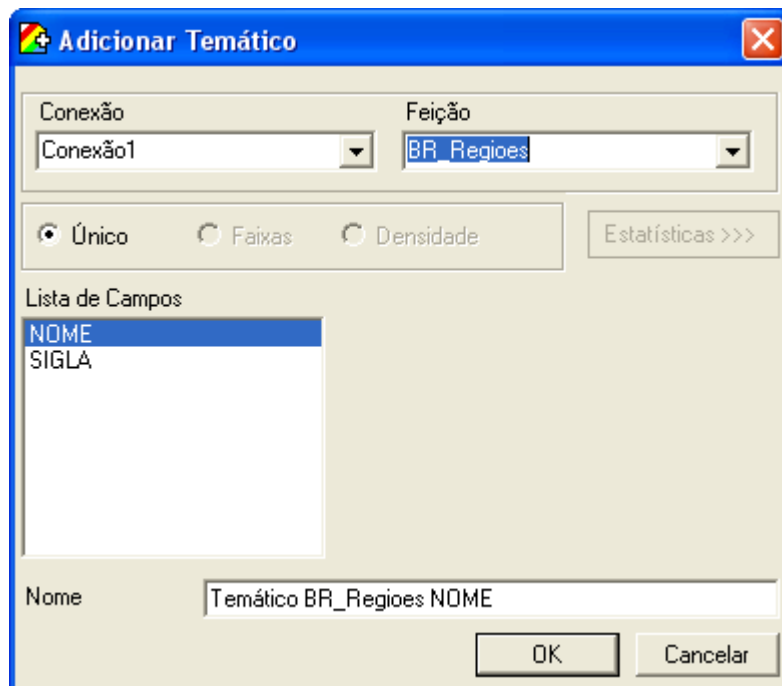 Adicionar Temático
Conexão Feição
Conexão1 BR_Regioes
Único Faixas Densidade Estatísticas >>>
Lista de Campos
NOME
SIGLA
Nome Temático BR_Regioes NOME
OK Cancelar